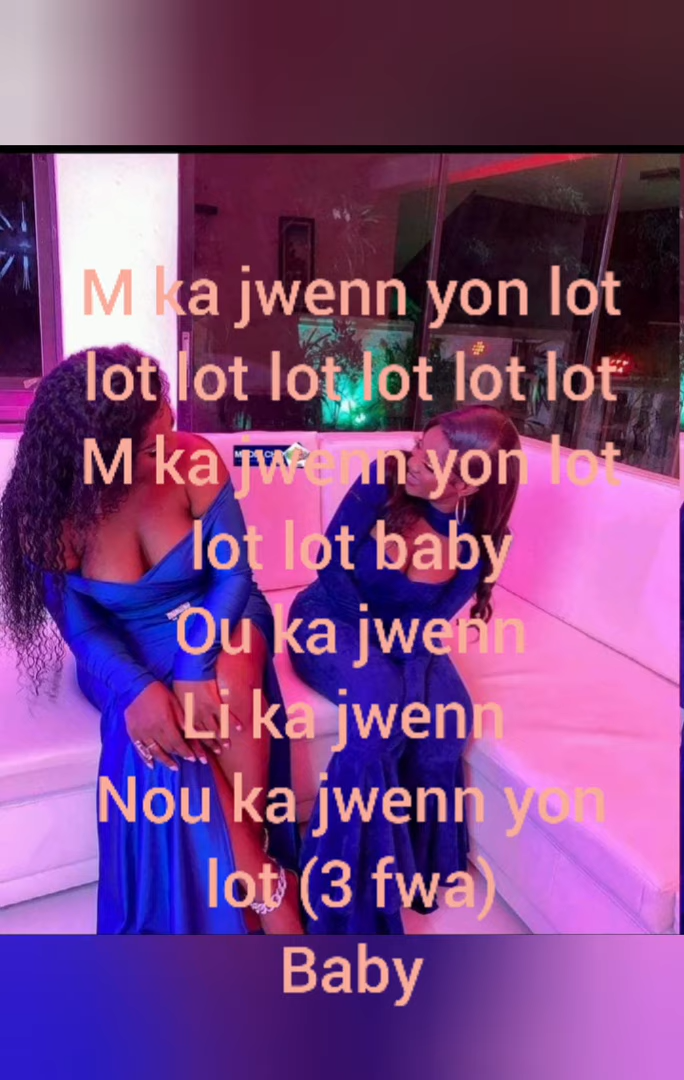 M ka jwenn yon lot
lot lot lot lot lot lot
M ka jwenn yon lot
lot lot baby
Ou ka jwenn
Li ka jwenn
Nou ka jwenn yon
lot (3 fwa)
Baby